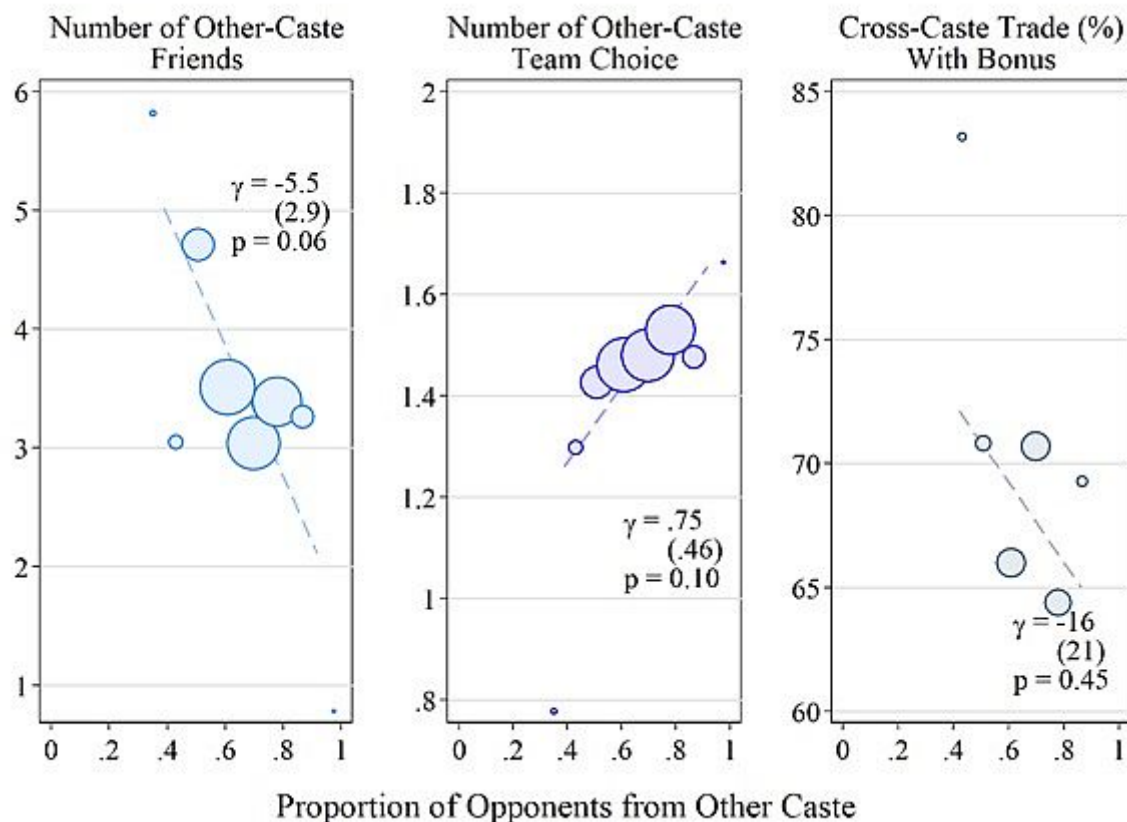 Number of Other-Caste
Friends
6
5
4
3
2
1
γ = -5.5
(2.9)
p = 0.06
0 .2 .4 .6 .8 1
Number of Other-Caste
Team Choice
2
1.8
1.6
1.4
1.2
1
.8
γ = .75
(.46)
p = 0.10
0 .2 .4 .6 .8 1
Cross-Caste Trade (%)
With Bonus
85
80
75
70
65
60
γ = -16
(21)
p = 0.45
0 .2 .4 .6 .8 1
Proportion of Opponents from Other Caste